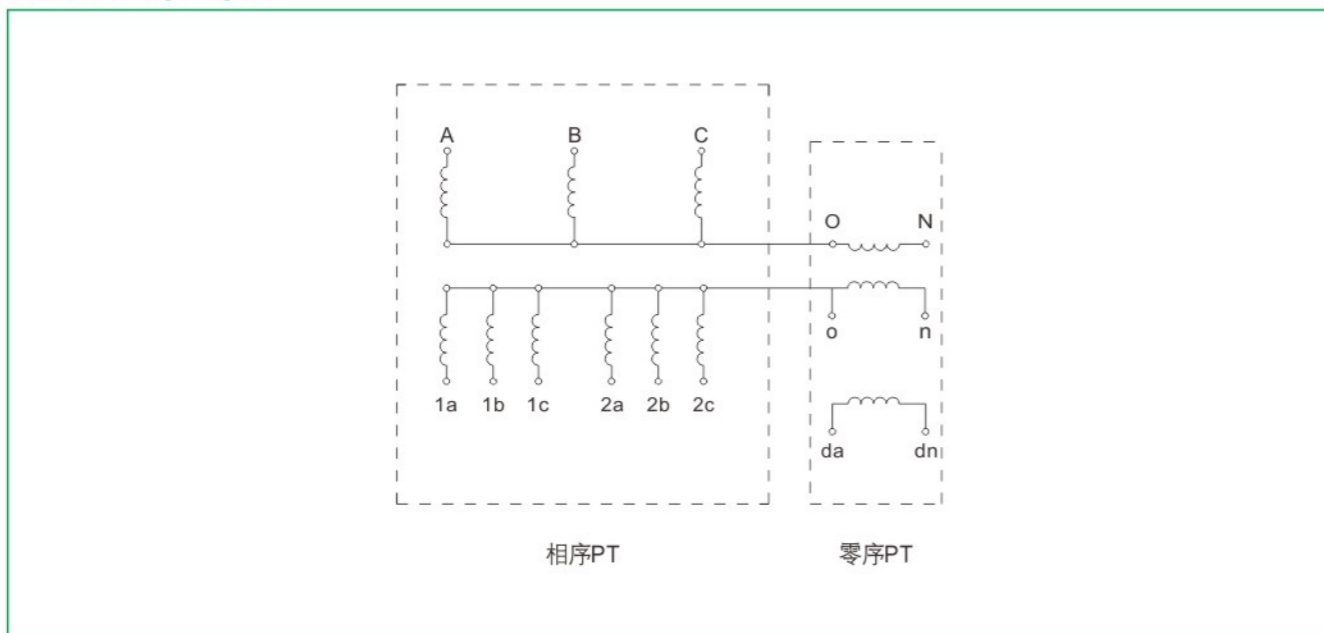 A B C
O N
o n
1a 1b 1c 2a 2b 2c
da dn
相序PT 零序PT